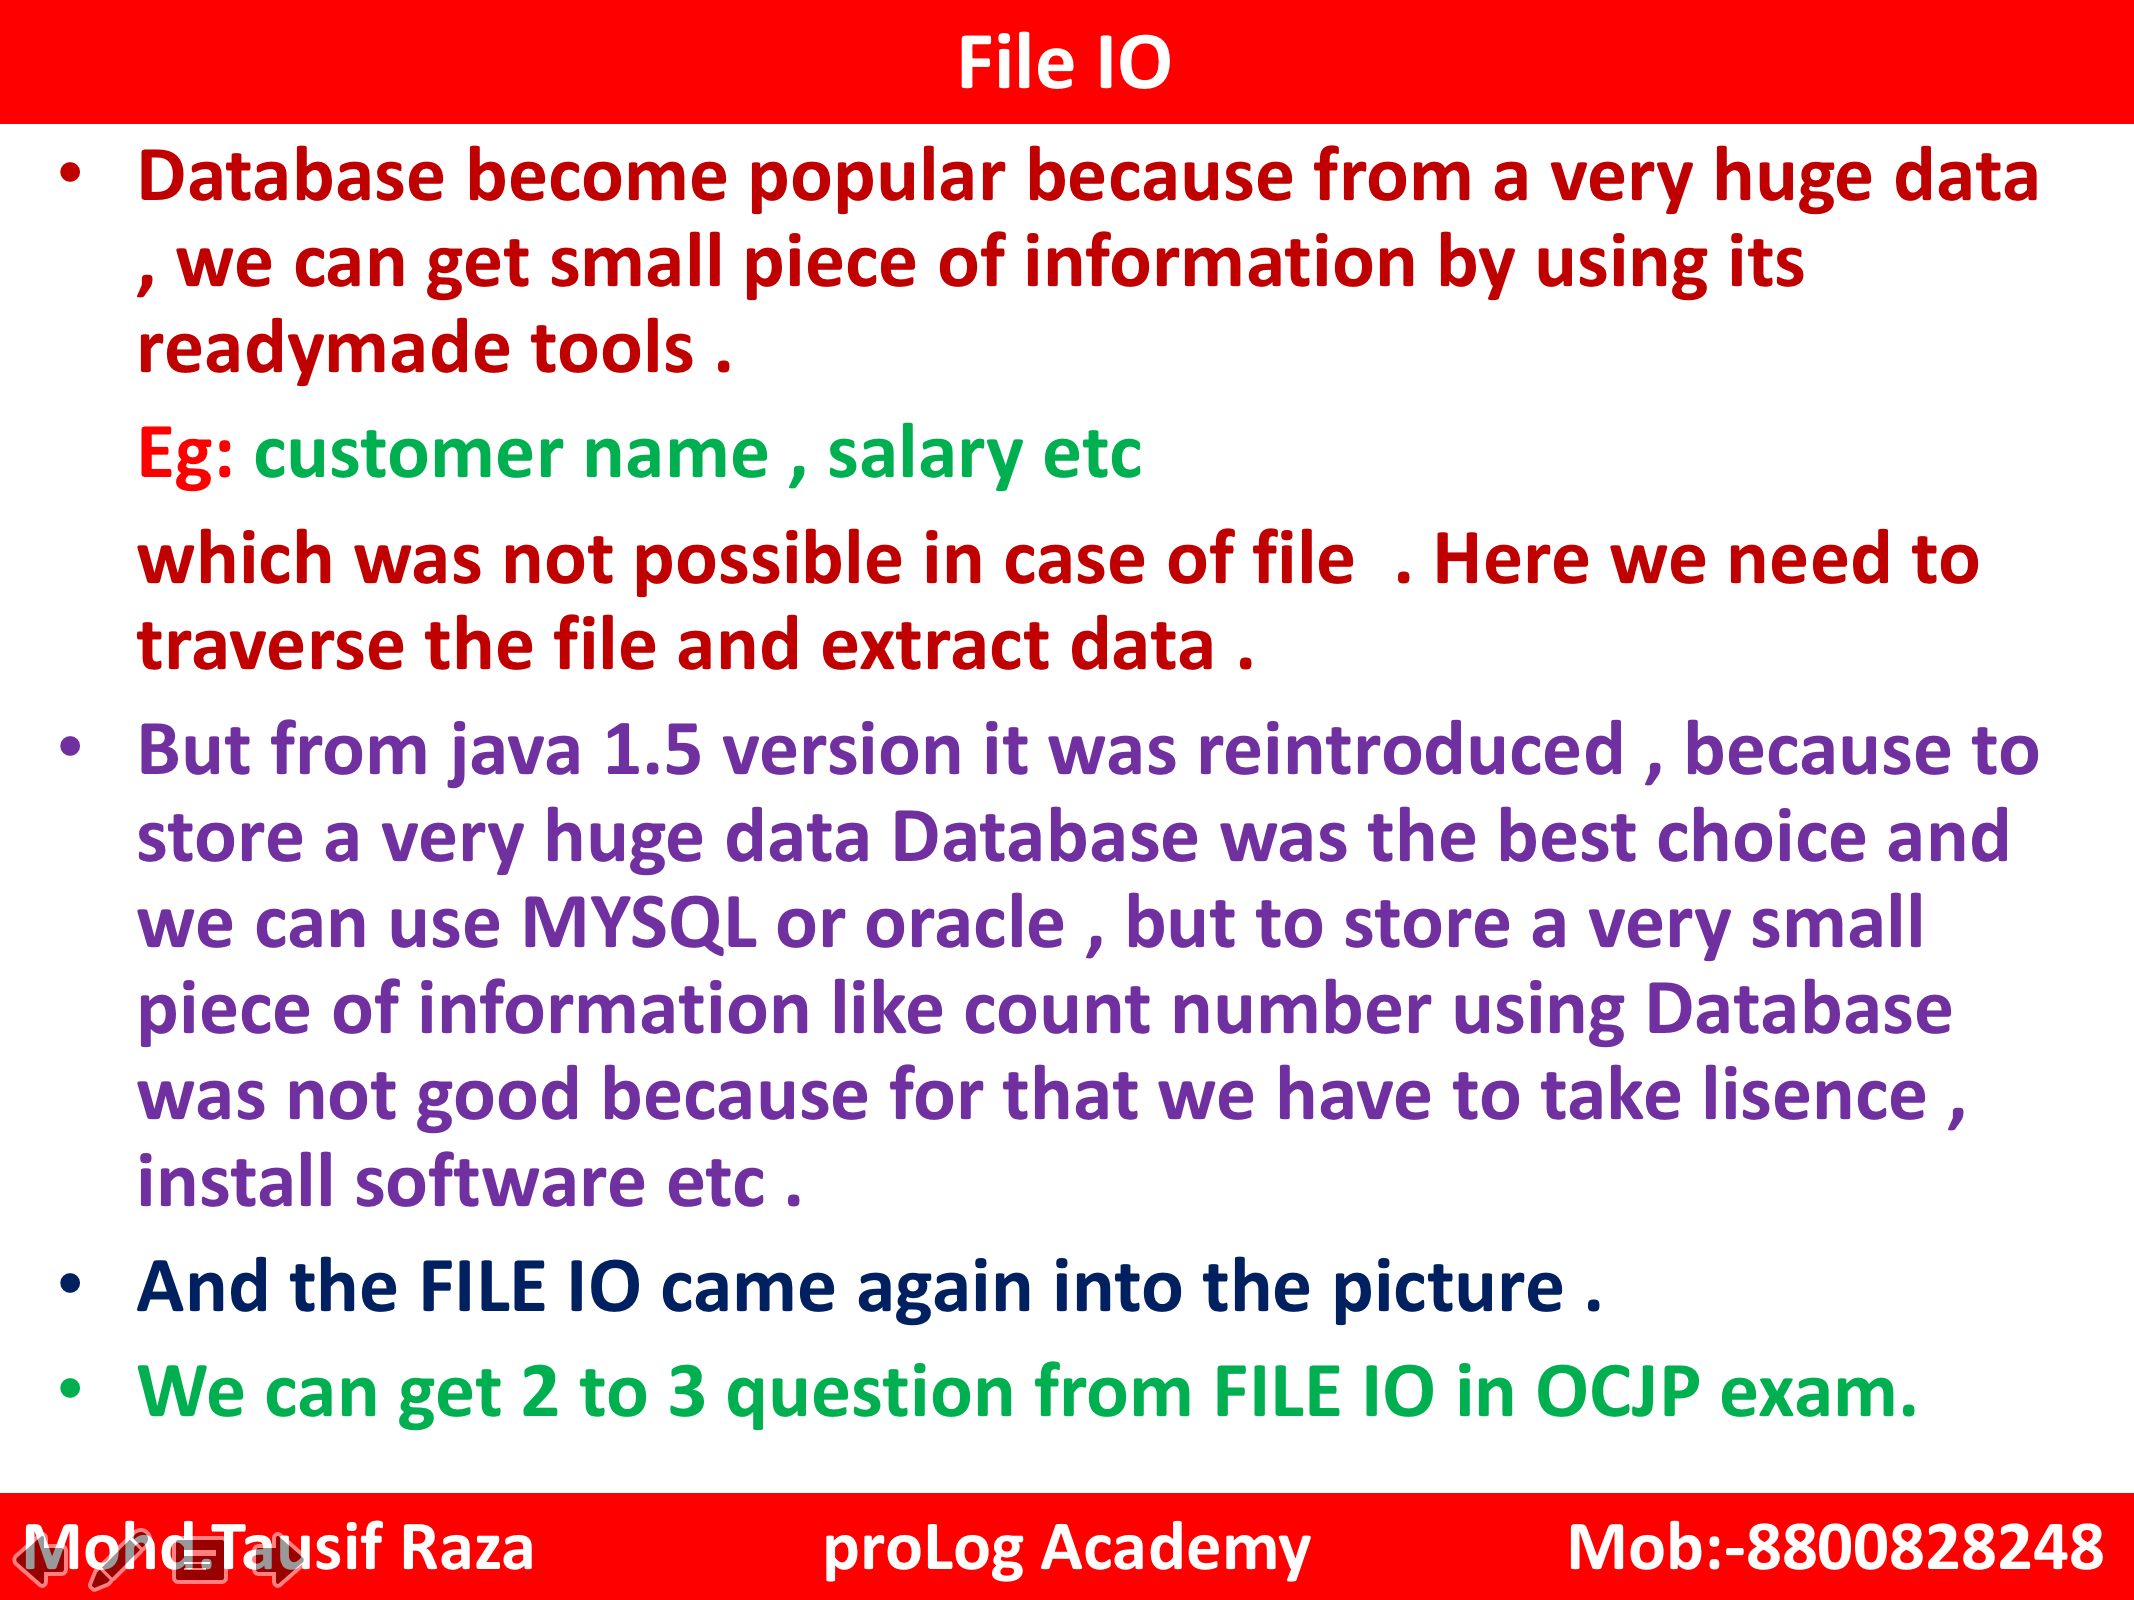 File IO
• Database become popular because from a very huge data
, we can get small piece of information by using its
readymade tools .
Eg: customer name , salary etc
which was not possible in case of file  . Here we need to
traverse the file and extract data .
• But from java 1.5 version it was reintroduced , because to
store a very huge data Database was the best choice and
we can use MYSQL or oracle , but to store a very small
piece of information like count number using Database
was not good because for that we have to take lisence ,
install software etc .
• And the FILE IO came again into the picture .
• We can get 2 to 3 question from FILE IO in OCJP exam.
Mohd.Tausif Raza proLog Academy Mob:-8800828248